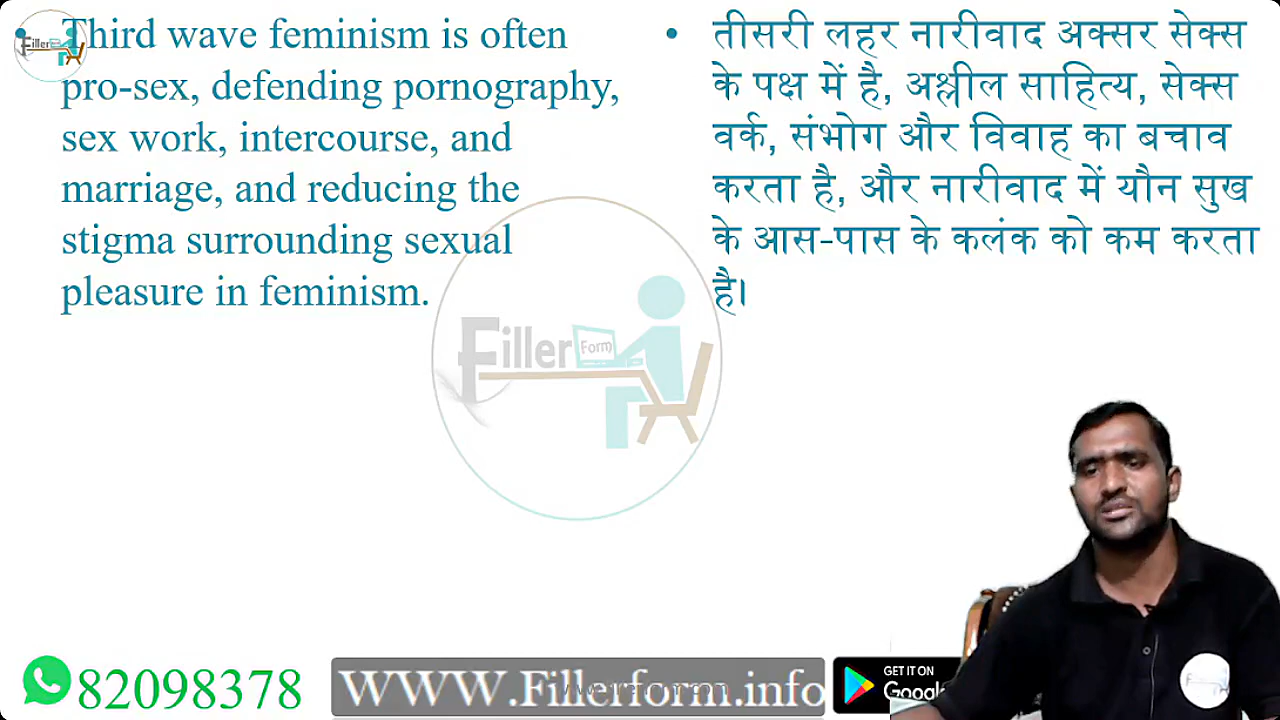 • Third wave feminism is often
pro-sex, defending pornography,
sex work, intercourse, and
marriage, and reducing the
stigma surrounding sexual
pleasure in feminism.
• तीसरी लहर नारीवाद अक्सर सेक्स
के पक्ष में है, अश्लील साहित्य, सेक्स
वर्क, संभोग और विवाह का बचाव
करता है, और नारीवाद में यौन सुख
के आस-पास के कलंक को कम करता
है।
Filler Form
82098378
WWW.Fillerform.info
GET IT ON
Google